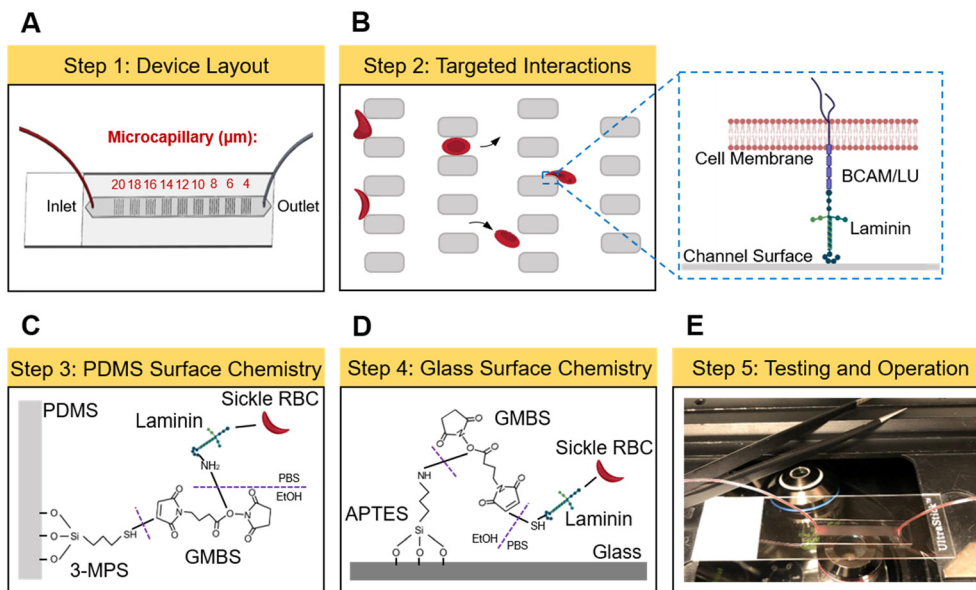 A
Step 1: Device Layout
Microcapillary (µm):
20 18 16 14 12 10 8 6 4
Inlet
Outlet
B
Step 2: Targeted Interactions
Cell Membrane
BCAM/LU
Laminin
Channel Surface
C
Step 3: PDMS Surface Chemistry
PDMS
Sickle RBC
Laminin
NH₂
PBS
EtOH
O
O
O
Si
SH
O
O
N
O
O
O
N
O
O
3-MPS
GMBS
D
Step 4: Glass Surface Chemistry
O
N
O
GMBS
O
O
NH
O
N
O
Sickle RBC
APTES
SH
Laminin
EtOH
PBS
Si
O
O
O
Glass
E
Step 5: Testing and Operation
UltraStick™